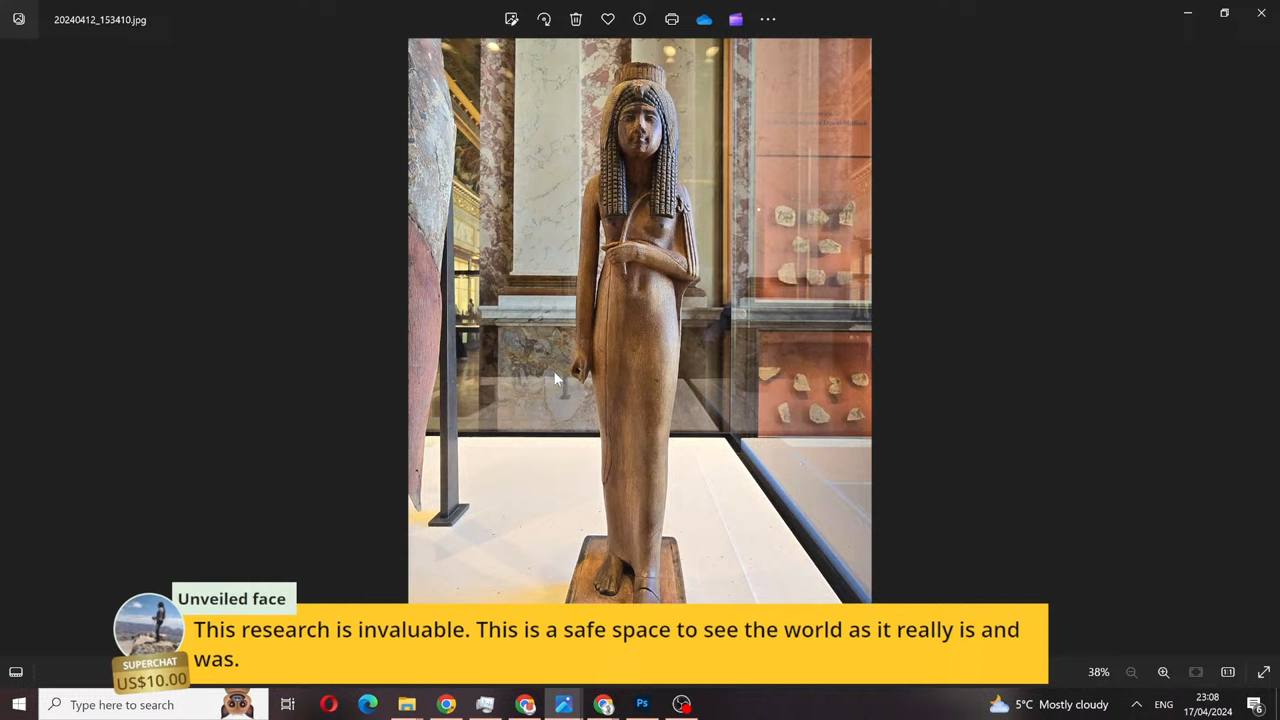 20240412_153410.jpg
Unveiled face
This research is invaluable. This is a safe space to see the world as it really is and
was.
SUPERCHAT
US$10.00
38%
Type here to search
Ps
5°C Mostly cloudy
ENG
23:08
17/04/2024
6